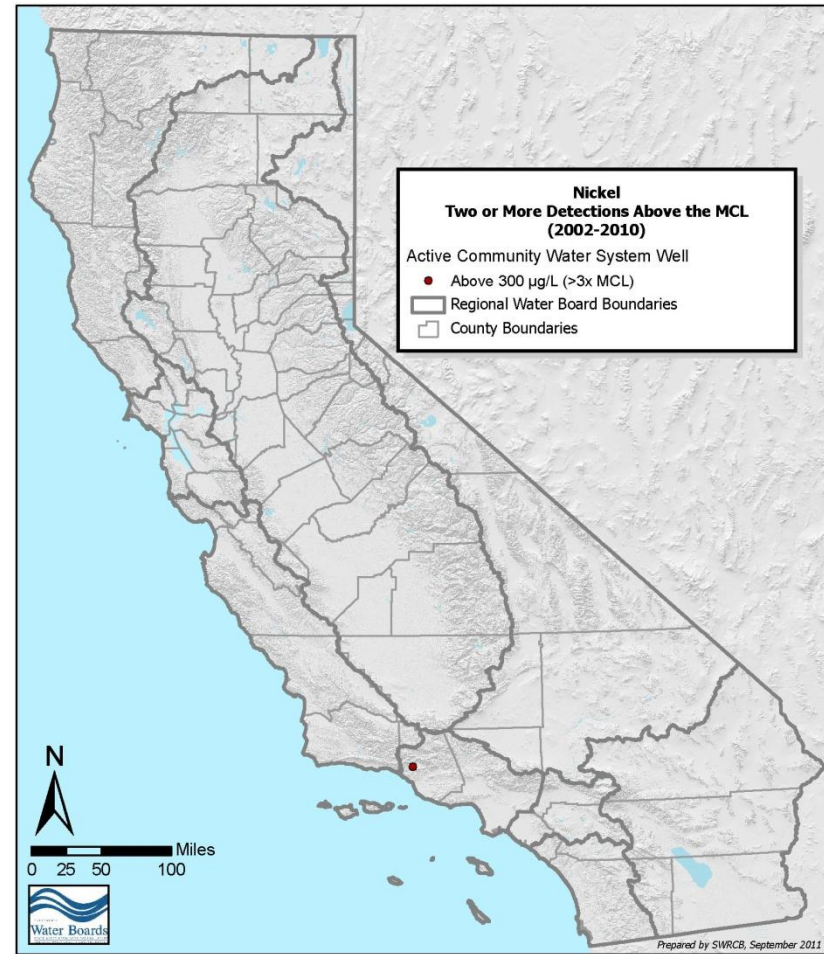 Nickel
Two or More Detections Above the MCL
(2002-2010)
Active Community Water System Well
Above 300 µg/L (>3x MCL)
Regional Water Board Boundaries
County Boundaries
N
Miles
0 25 50 100
Water Boards
Prepared by SWRCB, September 2011